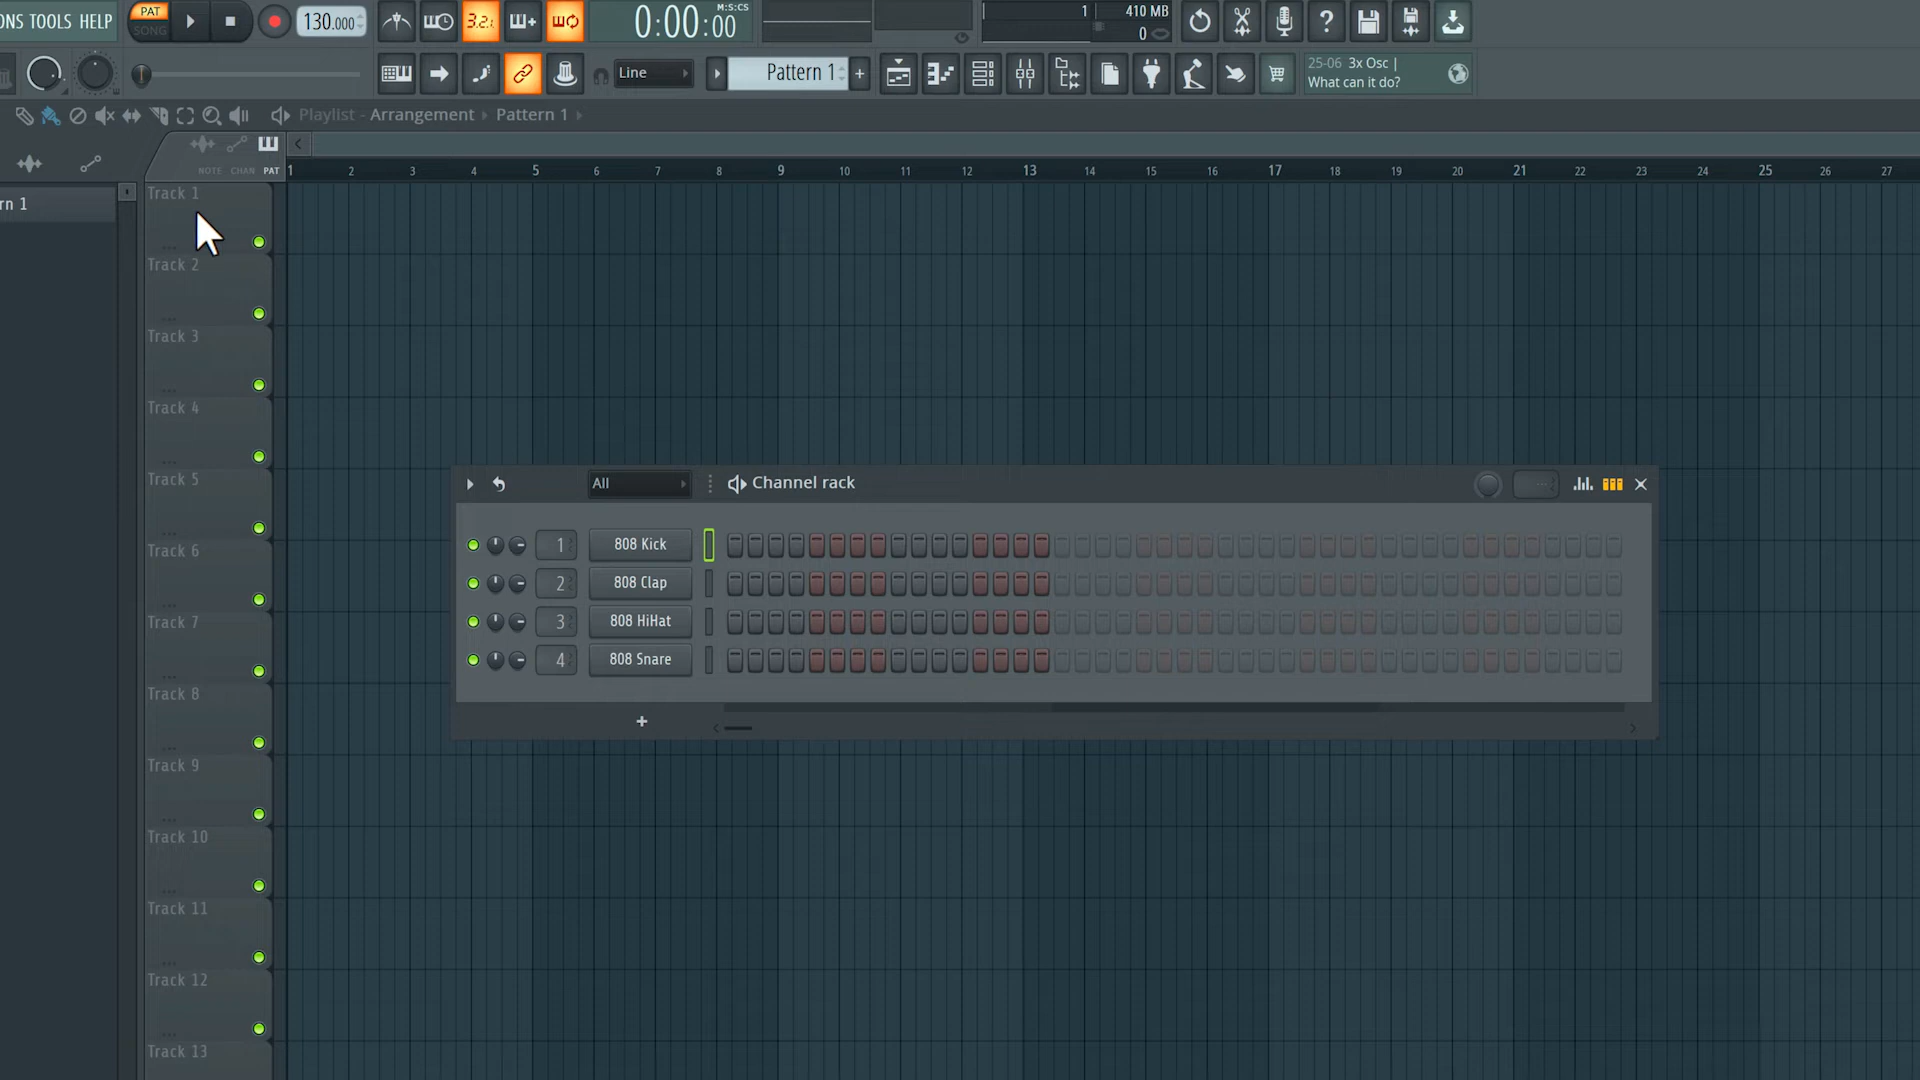 ONS TOOLS HELP
PAT
SONG
130.000
3.2.
M:S:CS
0:00:00
1
410 MB
0
Line
Pattern 1
+
25-06 3x Osc |
What can it do?
Playlist - Arrangement ▸ Pattern 1 ▸
NOTE CHAN PAT
1 2 3 4 5 6 7 8 9 10 11 12 13 14 15 16 17 18 19 20 21 22 23 24 25 26 27
rn 1
Track 1
Track 2
Track 3
Track 4
Track 5
Track 6
Track 7
Track 8
Track 9
Track 10
Track 11
Track 12
Track 13
All
Channel rack
1 808 Kick
2 808 Clap
3 808 HiHat
4 808 Snare
+